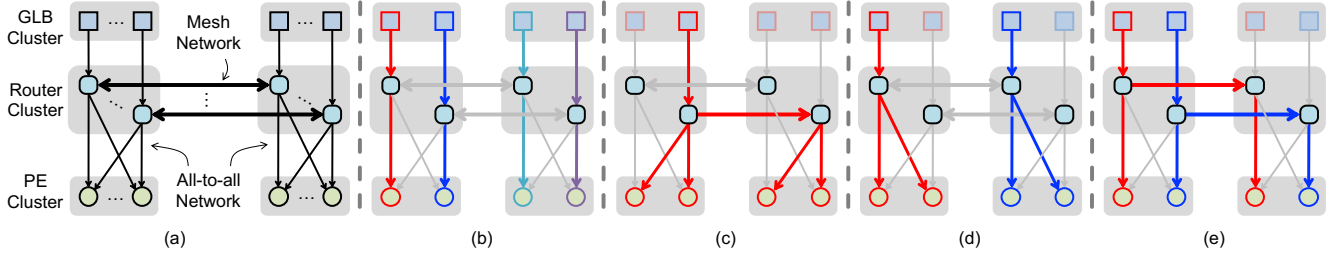 GLB
Cluster
Mesh
Network
Router
Cluster
PE
Cluster
All-to-all
Network
(a)
(b)
(c)
(d)
(e)